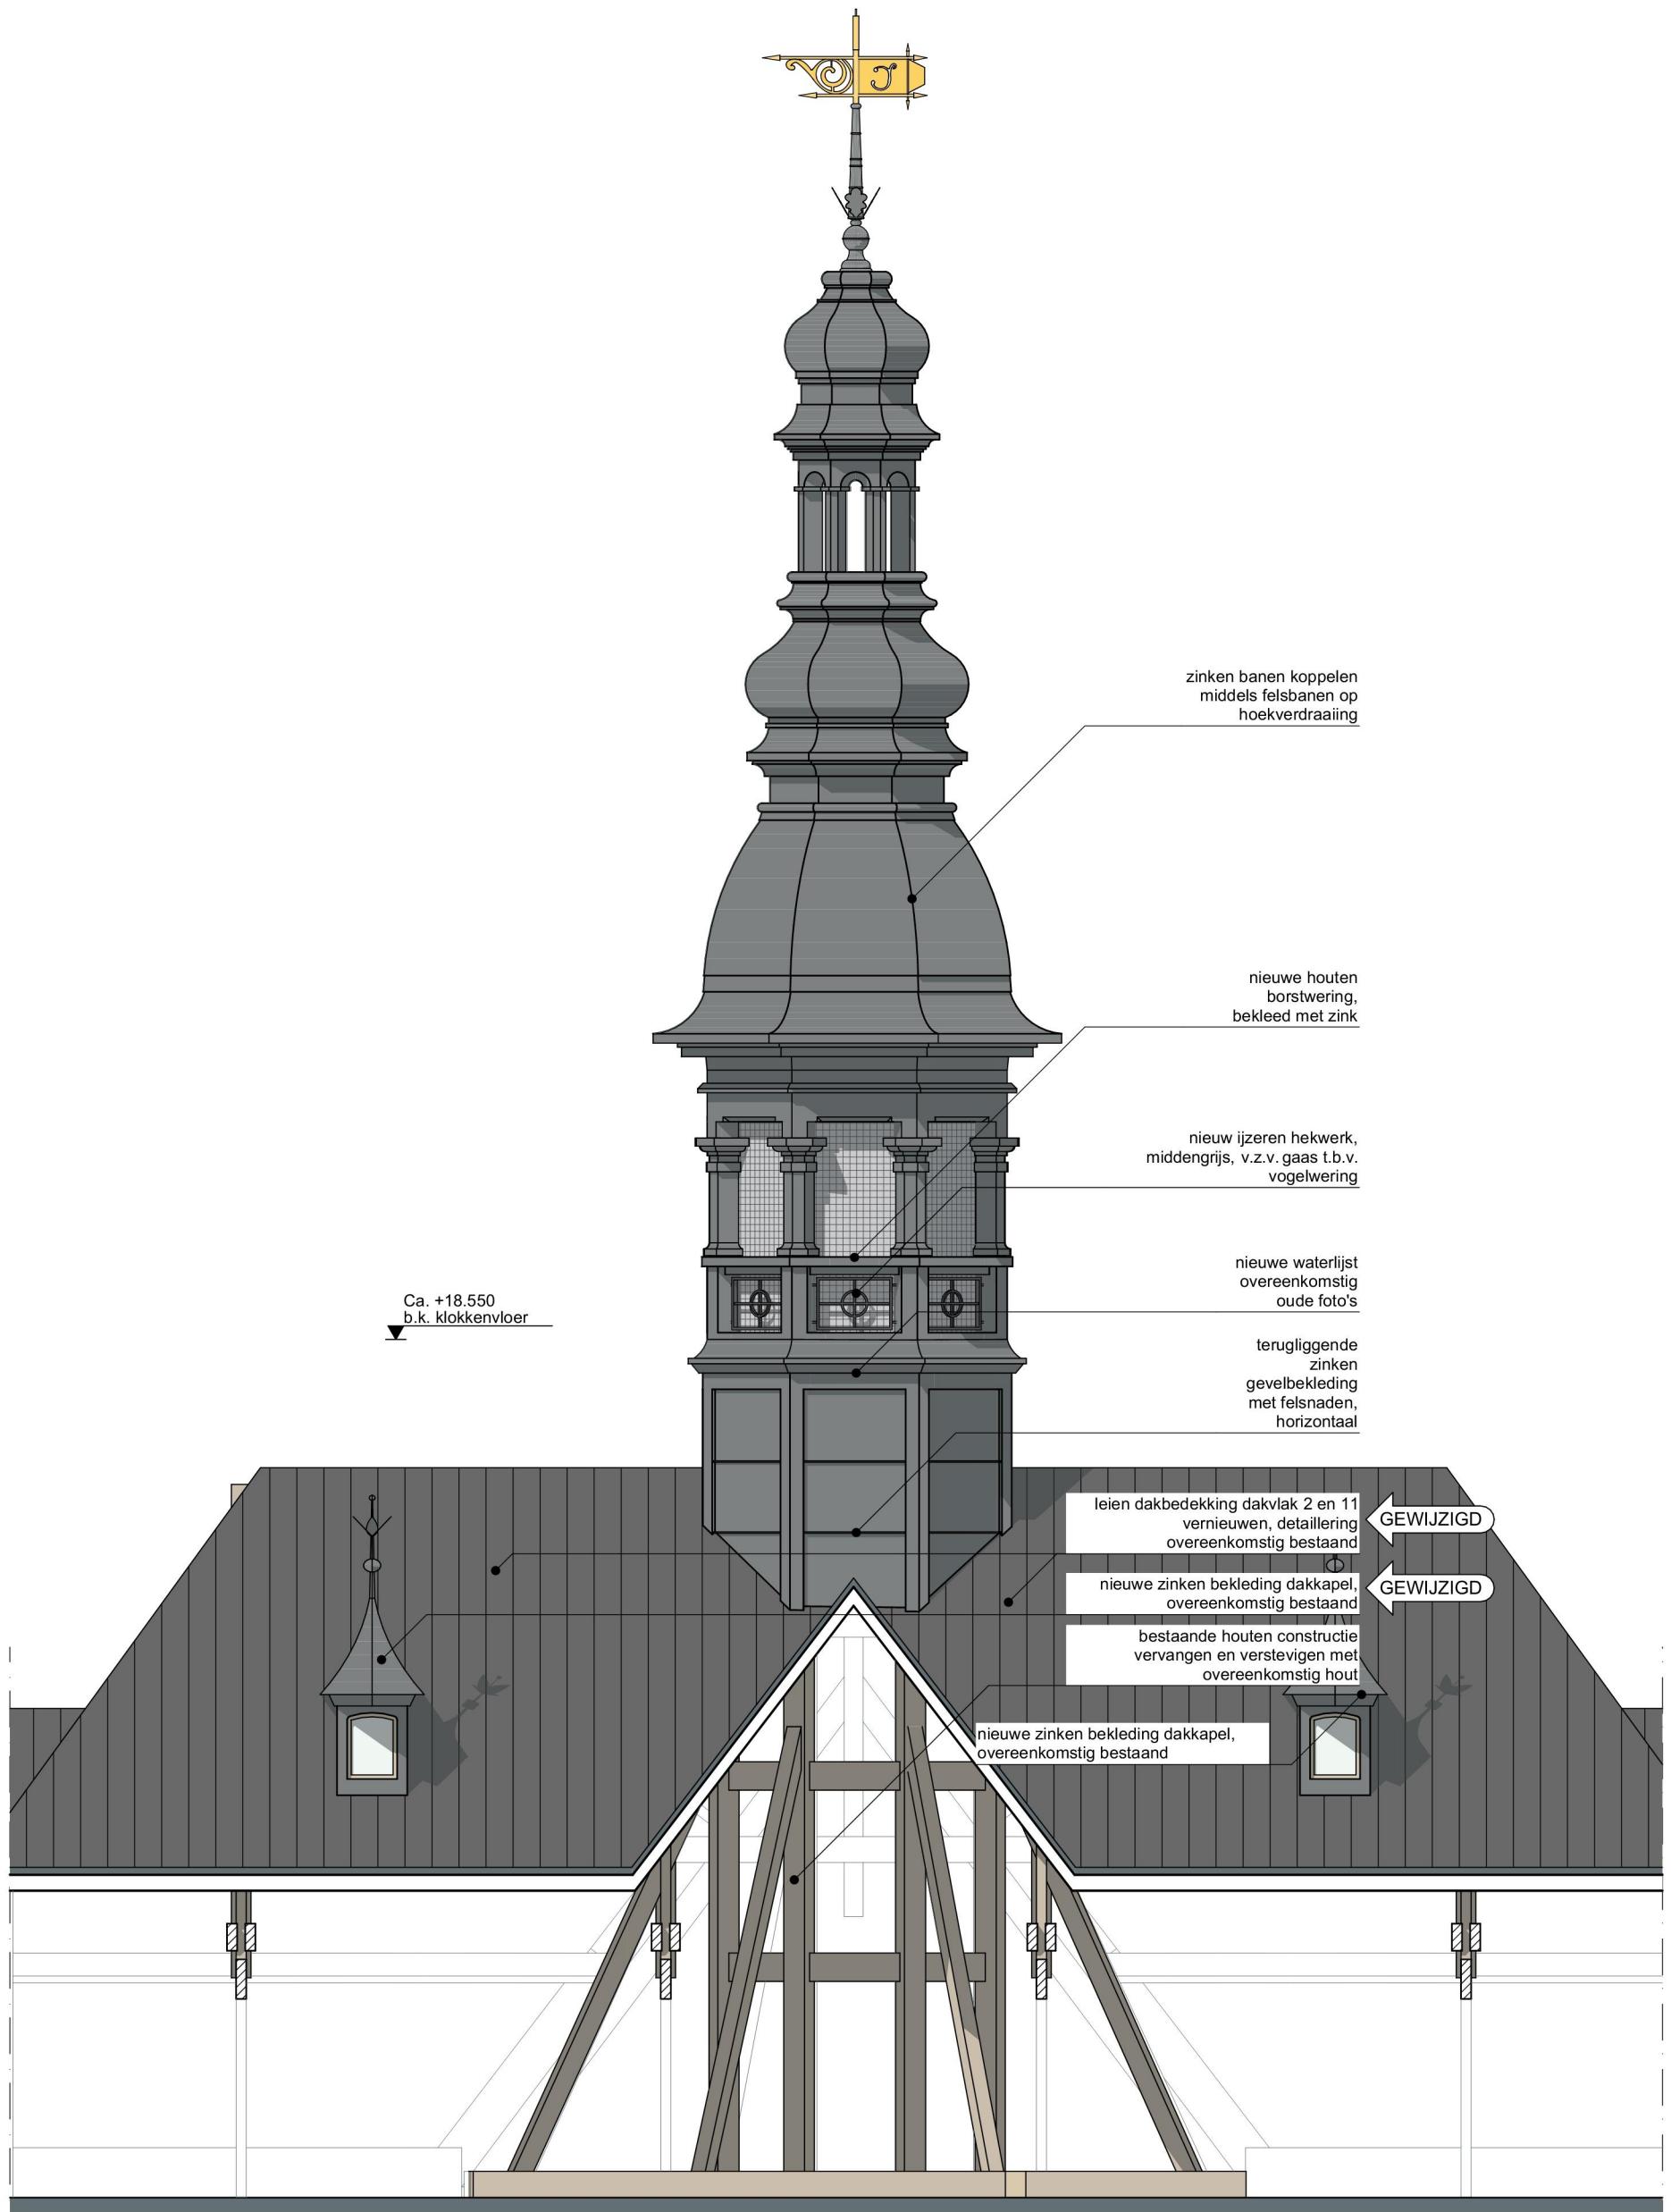 zinken banen koppelen
middels felsbanen op
hoekverdraaiing
nieuwe houten
borstwering,
bekleed met zink
nieuw ijzeren hekwerk,
middengrijs, v.z.v. gaas t.b.v.
vogelwering
nieuwe waterlijst
overeenkomstig
oude foto's
Ca. +18.550
b.k. klokkenvloer
terugliggende
zinken
gevelbekleding
met felsnaden,
horizontaal
leien dakbedekking dakvlak 2 en 11
vernieuwen, detaillering
overeenkomstig bestaand
GEWIJZIGD
nieuwe zinken bekleding dakkapel,
overeenkomstig bestaand
GEWIJZIGD
bestaande houten constructie
vervangen en verstevigen met
overeenkomstig hout
nieuwe zinken bekleding dakkapel,
overeenkomstig bestaand